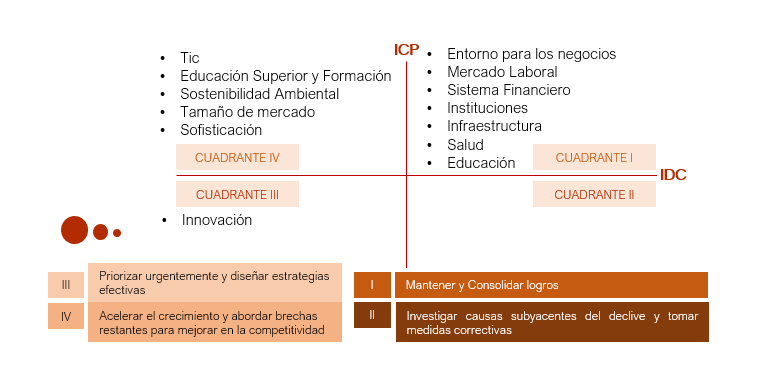 ICP
• Tic
• Educación Superior y Formación
• Sostenibilidad Ambiental
• Tamaño de mercado
• Sofisticación
CUADRANTE IV
• Entorno para los negocios
• Mercado Laboral
• Sistema Financiero
• Instituciones
• Infraestructura
• Salud
• Educación
CUADRANTE I
IDC
CUADRANTE III
• Innovación
CUADRANTE II
III
Priorizar urgentemente y diseñar estrategias
efectivas
I
Mantener y Consolidar logros
IV
Acelerar el crecimiento y abordar brechas
restantes para mejorar en la competitividad
II
Investigar causas subyacentes del declive y tomar
medidas correctivas